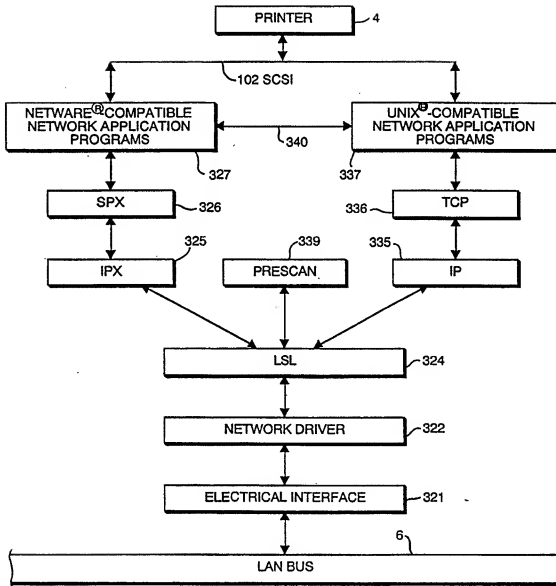 PRINTER
4
102 SCSI
NETWARE®-COMPATIBLE
NETWORK APPLICATION
PROGRAMS
UNIX®-COMPATIBLE
NETWORK APPLICATION
PROGRAMS
340
327
337
SPX
326
336
TCP
325
339
335
IPX
PRESCAN
IP
LSL
324
NETWORK DRIVER
322
ELECTRICAL INTERFACE
321
6
LAN BUS